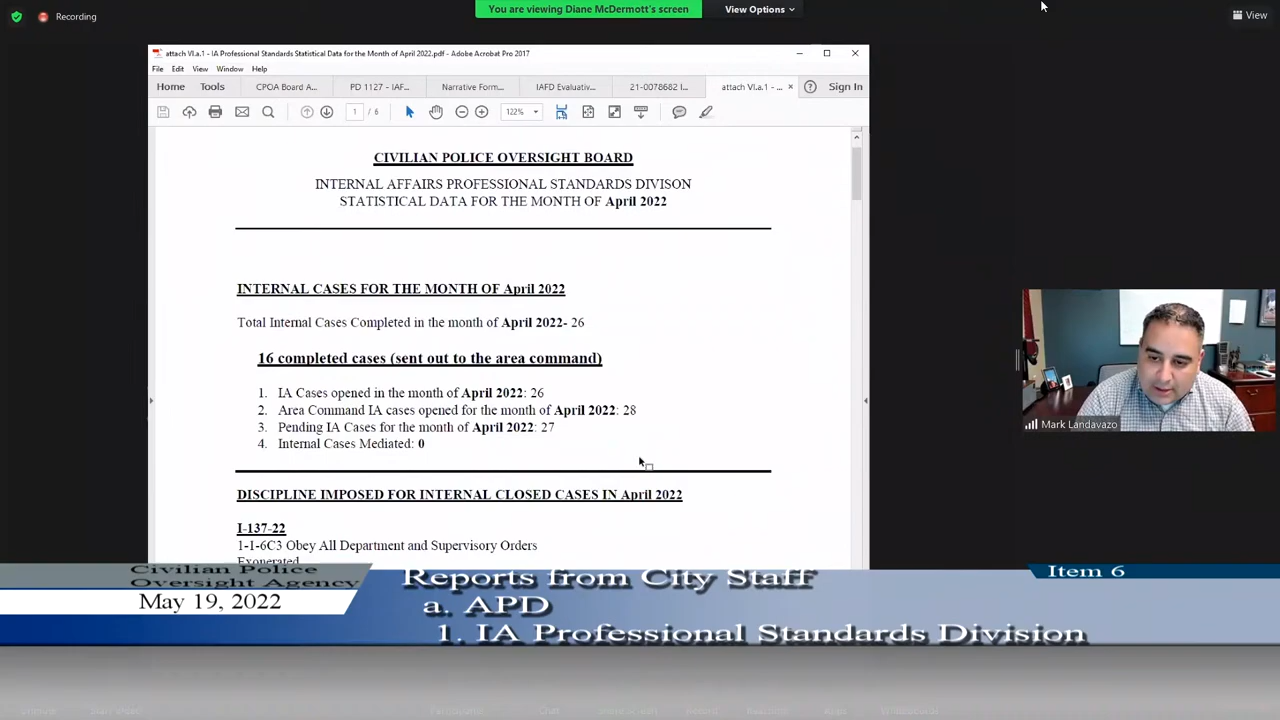 Recording
You are viewing Diane McDermott's screen
View Options
View
attach VI.a.1 - IA Professional Standards Statistical Data for the Month of April 2022.pdf - Adobe Acrobat Pro 2017
File Edit View Window Help
Home Tools CPOA Board A... PD 1127 - IAF... Narrative Form... IAFD Evaluativ... 21-0078682 I... attach VI.a.1 - ... × Sign In
1 / 6 122%
CIVILIAN POLICE OVERSIGHT BOARD
INTERNAL AFFAIRS PROFESSIONAL STANDARDS DIVISON
STATISTICAL DATA FOR THE MONTH OF April 2022
INTERNAL CASES FOR THE MONTH OF April 2022
Total Internal Cases Completed in the month of April 2022- 26
16 completed cases (sent out to the area command)
1. IA Cases opened in the month of April 2022: 26
2. Area Command IA cases opened for the month of April 2022: 28
3. Pending IA Cases for the month of April 2022: 27
4. Internal Cases Mediated: 0
DISCIPLINE IMPOSED FOR INTERNAL CLOSED CASES IN April 2022
I-137-22
1-1-6C3 Obey All Department and Supervisory Orders
Exonerated
Mark Landavazo
Civilian Police
Oversight Agency
May 19, 2022
Reports from City Staff
a. APD
1. IA Professional Standards Division
Item 6